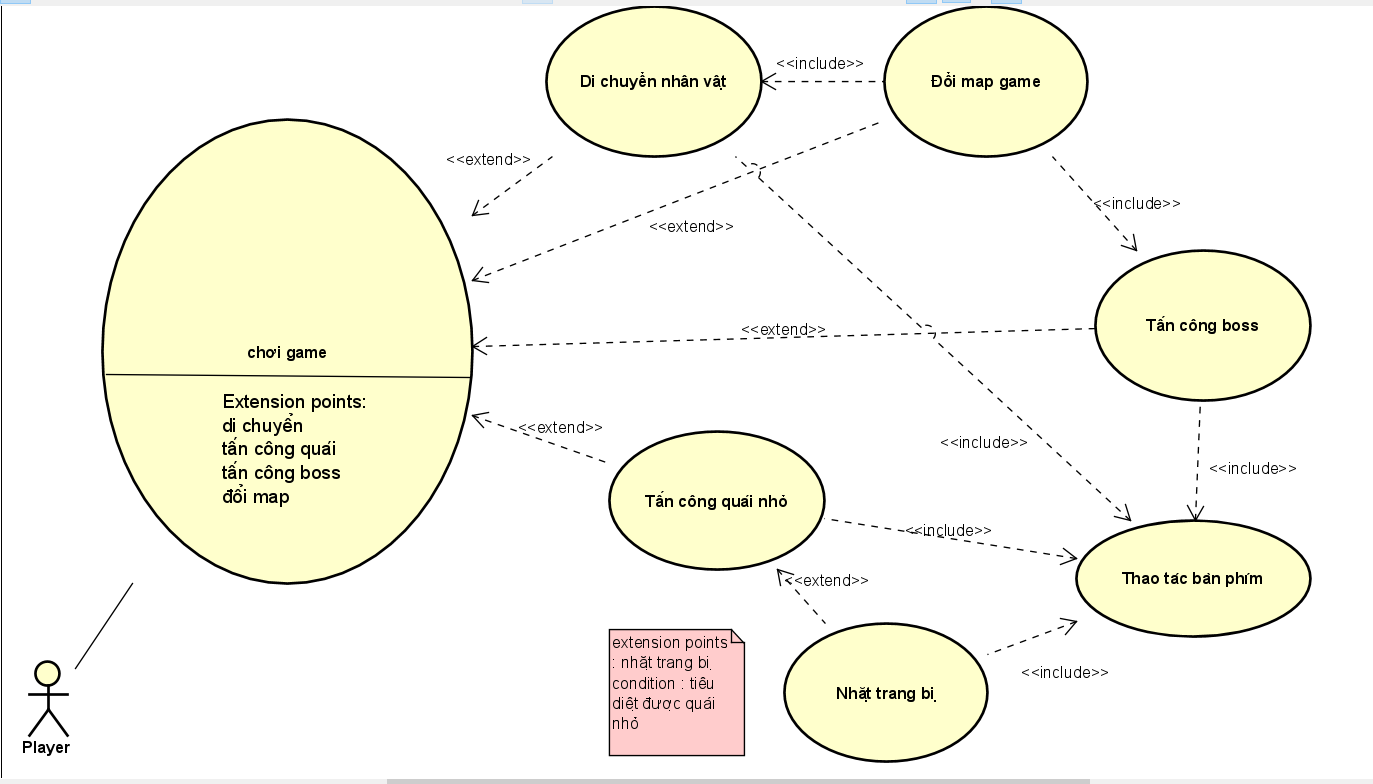 Di chuyển nhân vật
<<include>>
Đổi map game
<<extend>>
<<include>>
<<extend>>
<<extend>>
Tấn công boss
chơi game
Extension points:
di chuyển
tấn công quái
tấn công boss
đổi map
<<extend>>
<<include>>
<<include>>
Tấn công quái nhỏ
<<include>>
<<extend>>
Thao tác bàn phím
extension points
: nhặt trang bị
condition : tiêu
diệt được quái
nhỏ
<<include>>
Nhặt trang bị
Player